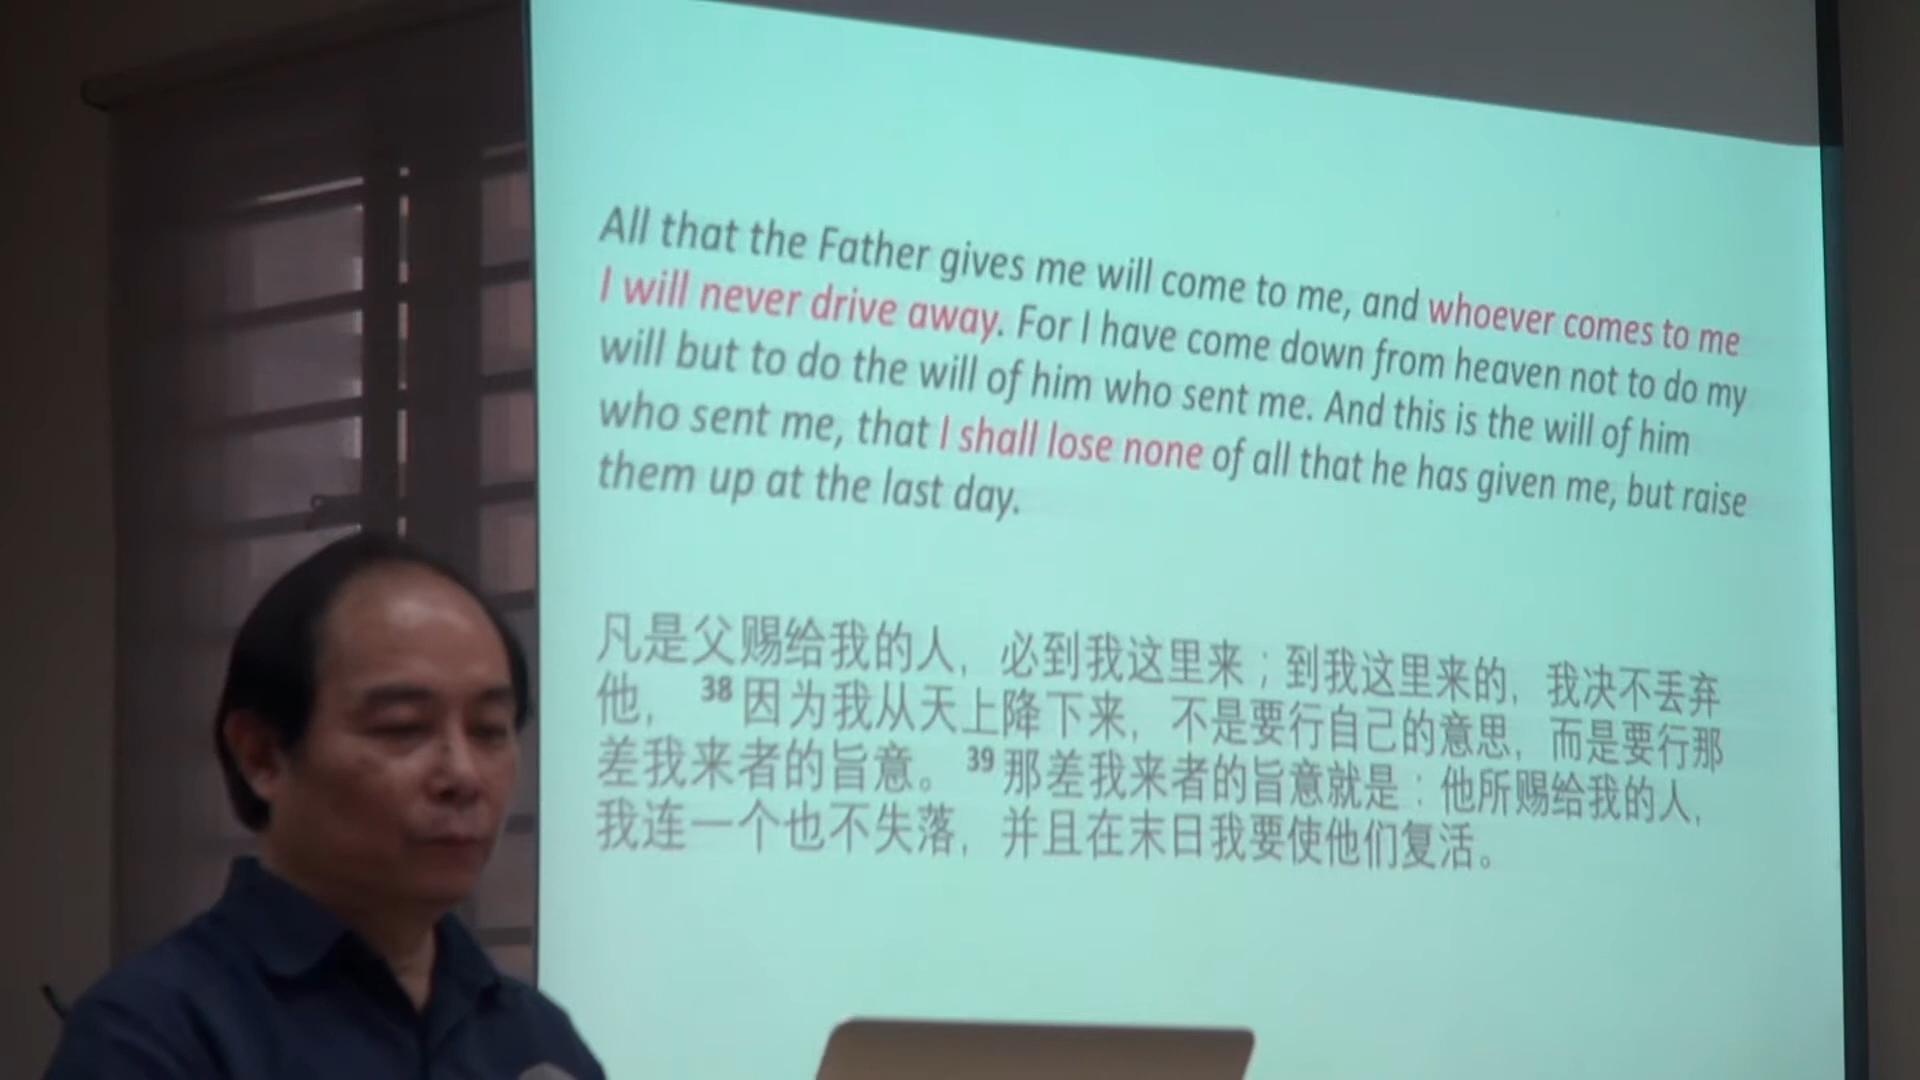 All that the Father gives me will come to me, and whoever comes to me
I will never drive away. For I have come down from heaven not to do my
will but to do the will of him who sent me. And this is the will of him
who sent me, that I shall lose none of all that he has given me, but raise
them up at the last day.
凡是父赐给我的人，必到我这里来；到我这里来的，我决不丢弃
他， 38 因为我从天上降下来，不是要行自己的意思，而是要行那
差我来者的旨意。 39 那差我来者的旨意就是：他所赐给我的人，
我连一个也不失落，并且在末日我要使他们复活。